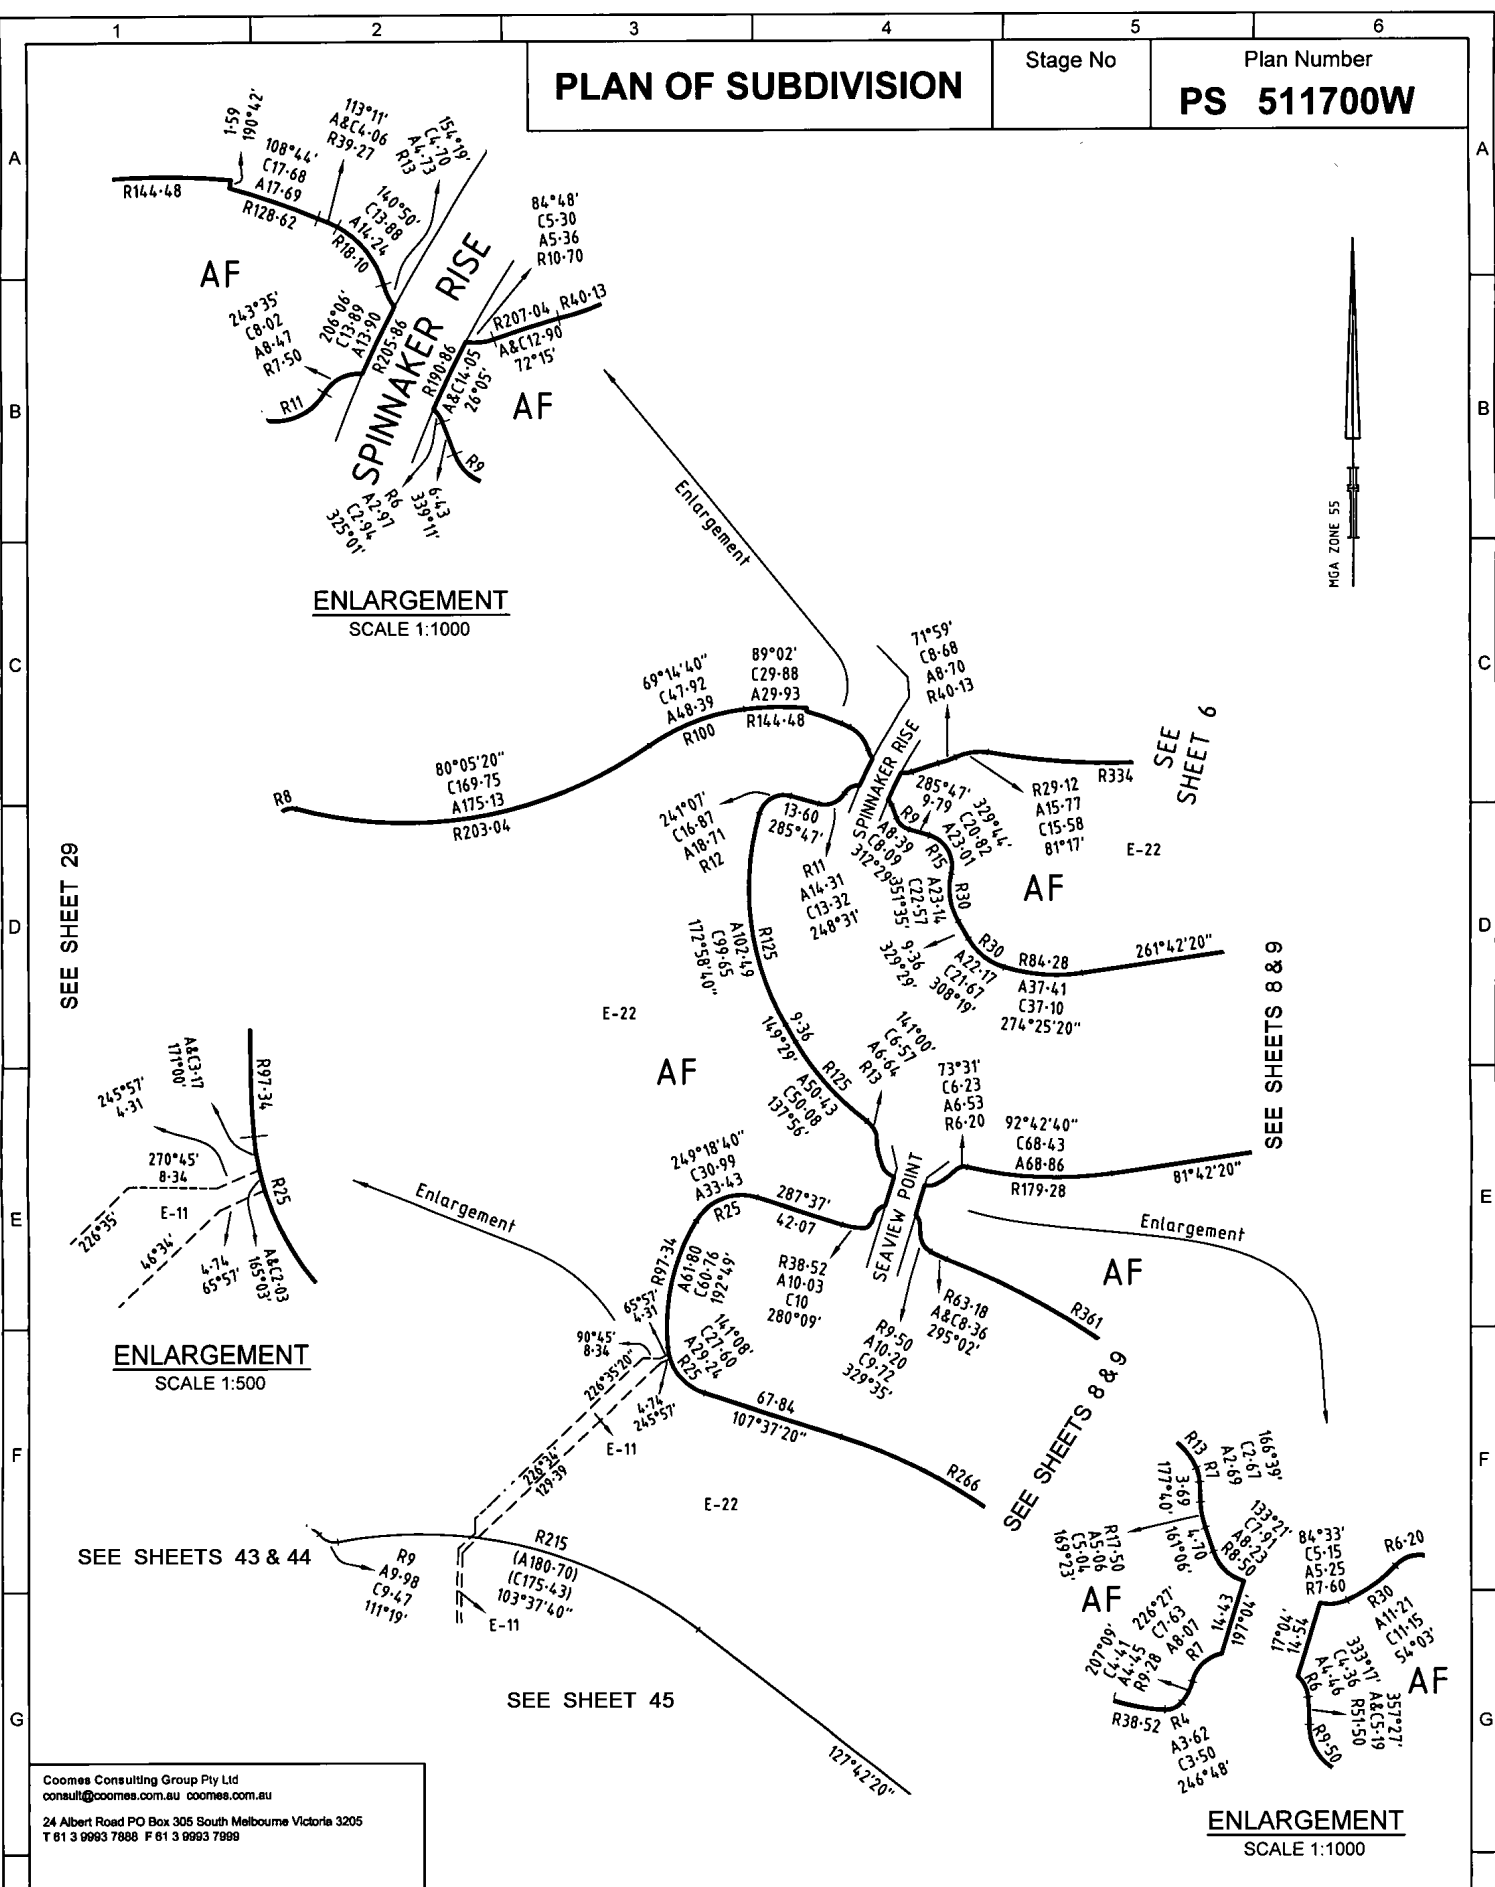 1 2 3 4 5 6
PLAN OF SUBDIVISION
Stage No
Plan Number
PS 511700W
A
B
C
D
E
F
G
A
B
C
D
E
F
G
R144·48
1·59
190°42'
108°44'
C17·68
A17·69
R128·62
113°11'
A&C4·06
R39·27
140°50'
C13·88
A14·24
R18·10
154°19'
C4·70
A4·73
R13
84°48'
C5·30
A5·36
R10·70
AF
243°35'
C8·02
A8·47
R7·50
206°06'
C13·89
A13·90
R205·86
SPINNAKER RISE
R190·86
A&C14·05
26°05'
R207·04
A&C12·90
72°15'
R40·13
AF
R11
R9
R6
A2·97
C2·94
325°01'
6·43
339°11'
ENLARGEMENT
SCALE 1:1000
Enlargement
MGA ZONE 55
R8
80°05'20"
C169·75
A175·13
R203·04
69°14'40"
C47·92
A48·39
R100
89°02'
C29·88
A29·93
R144·48
71°59'
C8·68
A8·70
R40·13
SPINNAKER RISE
R334
SEE
SHEET 6
R29·12
A15·77
C15·58
81°17'
E-22
AF
241°07'
C16·87
A18·71
R12
13·60
285°47'
R11
A14·31
C13·32
248°31'
285°47'
9·79
R9
A8·39
C8·09
312°29'
329°44'
C20·82
A23·01
R15
R30
A23·14
C22·57
351°35'
9·36
329°29'
R30
A22·17
C21·67
308°19'
R84·28
A37·41
C37·10
274°25'20"
261°42'20"
SEE SHEET 29
SEE SHEETS 8 & 9
R125
A102·49
C99·65
172°58'40"
E-22
9·36
149°29'
AF
R125
A50·43
C50·08
137°56'
141°00'
C6·57
A6·64
R13
73°31'
C6·23
A6·53
R6·20
92°42'40"
C68·43
A68·86
R179·28
81°42'20"
A&C3·17
171°00'
R97·34
245°57'
4·31
270°45'
8·34
E-11
226°35'
46°34'
4·74
65°57'
A&C2·03
165°03'
R25
ENLARGEMENT
SCALE 1:500
Enlargement
249°18'40"
C30·99
A33·43
R25
287°37'
42·07
SEAVIEW POINT
Enlargement
AF
R97·34
A61·80
C60·76
192°49'
R38·52
A10·03
C10
280°09'
R9·50
A10·20
C9·72
329°35'
R63·18
A&C8·36
295°02'
R361
65°57'
4·31
90°45'
8·34
226°35'20"
141°08'
C27·60
A29·24
R25
4·74
245°57'
67·84
107°37'20"
E-11
226°34'
129·39
E-22
R266
SEE SHEETS 8 & 9
SEE SHEETS 43 & 44
R9
A9·98
C9·47
111°19'
R215
(A180·70)
(C175·43)
103°37'40"
E-11
SEE SHEET 45
127°42'20"
R13
R7
A2·69
C2·67
166°39'
3·69
177°40'
R17·50
A5·06
C5·04
169°23'
4·70
161°06'
133°21'
C7·91
A8·23
R8·50
84°33'
C5·15
A5·25
R7·60
R6·20
R30
A11·21
C11·15
54°03'
AF
226°27'
C7·63
A8·07
R7
14·43
197°04'
207°09'
C4·41
A4·45
R9·28
17°04'
14·54
R38·52
R4
A3·62
C3·50
246°48'
R6
A4·46
C4·36
333°17'
R51·50
A&C5·19
357°27'
R9·50
AF
ENLARGEMENT
SCALE 1:1000
Coomes Consulting Group Pty Ltd
consult@coomes.com.au coomes.com.au
24 Albert Road PO Box 305 South Melbourne Victoria 3205
T 61 3 9993 7888 F 61 3 9993 7999